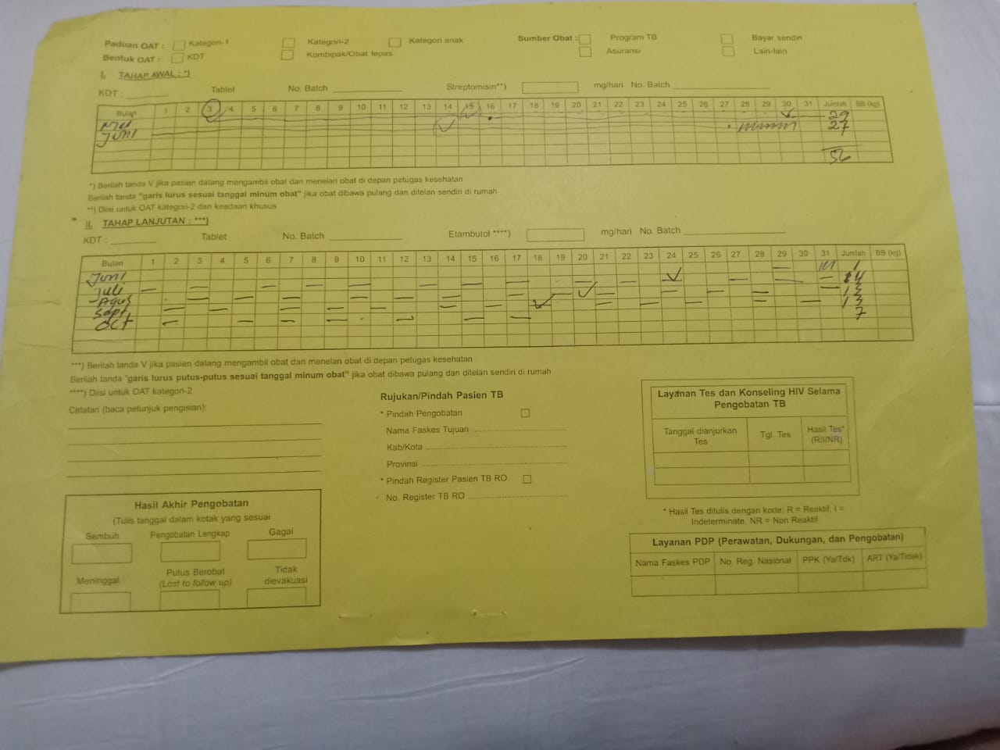 Paduan OAT : Kategori-1 Kategori-2 Kategori anak Sumber Obat : Program TB Bayar sendiri
Bentuk OAT : KDT Kombipak/Obat lepas Asuransi Lain-lain
I. TAHAP AWAL : *)
KDT : Tablet No. Batch Streptomisin**) mg/hari No. Batch
Bulan 1 2 3 4 5 6 7 8 9 10 11 12 13 14 15 16 17 18 19 20 21 22 23 24 25 26 27 28 29 30 31 Jumlah BB (kg)
29
Juni 27
56
*) Berilah tanda V jika pasien datang mengambil obat dan menelan obat di depan petugas kesehatan
Berilah tanda "garis lurus sesuai tanggal minum obat" jika obat dibawa pulang dan ditelan sendiri di rumah
**) Diisi untuk OAT kategori-2 dan keadaan khusus
II. TAHAP LANJUTAN : ***)
KDT : Tablet No. Batch Etambutol ****) mg/hari No. Batch
Bulan 1 2 3 4 5 6 7 8 9 10 11 12 13 14 15 16 17 18 19 20 21 22 23 24 25 26 27 28 29 30 31 Jumlah BB (kg)
Juni 1
Juli
Agus 13
Sept 13
Oct 7
***) Berilah tanda V jika pasien datang mengambil obat dan menelan obat di depan petugas kesehatan
Berilah tanda "garis lurus putus-putus sesuai tanggal minum obat" jika obat dibawa pulang dan ditelan sendiri di rumah
****) Diisi untuk OAT kategori-2
Catatan (baca petunjuk pengisian):
Rujukan/Pindah Pasien TB
* Pindah Pengobatan
Nama Faskes Tujuan
Kab/Kota
Provinsi
* Pindah Register Pasien TB RO
No. Register TB RO
Layanan Tes dan Konseling HIV Selama
Pengobatan TB
Tanggal dianjurkan Tes Tgl. Tes Hasil Tes* (R/I/NR)
* Hasil Tes ditulis dengan kode: R = Reaktif, I =
Indeterminate, NR = Non Reaktif
Hasil Akhir Pengobatan
(Tulis tanggal dalam kotak yang sesuai
Sembuh Pengobatan Lengkap Gagal
Meninggal Putus Berobat (Lost to follow up) Tidak dievakuasi
Layanan PDP (Perawatan, Dukungan, dan Pengobatan)
Nama Faskes PDP No. Reg. Nasional PPK (Ya/Tdk) ART (Ya/Tidak)